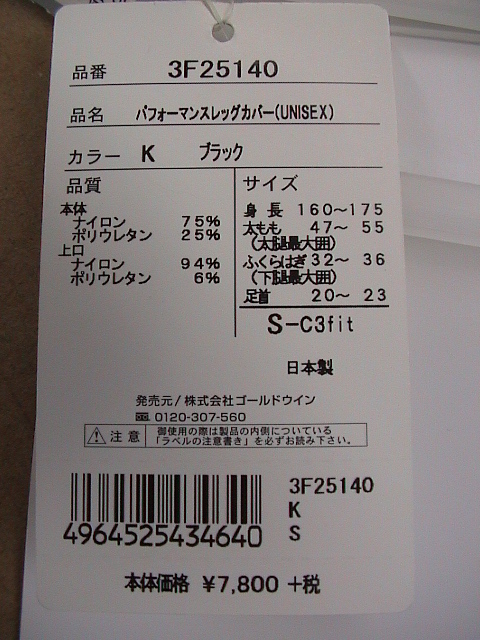 品番 3F25140
品名 パフォーマンスレッグカバー(UNISEX)
カラー K ブラック
品質
本体
ナイロン 75%
ポリウレタン 25%
上口
ナイロン 94%
ポリウレタン 6%
サイズ
身長 160〜175
太もも 47〜 55
(太腿最大囲)
ふくらはぎ 32〜 36
(下腿最大囲)
足首 20〜 23
S-C3fit
日本製
発売元/株式会社ゴールドウイン
0120-307-560
注意 御使用の際は製品の内側についている
「ラベルの注意書き」を必ずお読み下さい。
3F25140
K
S
4964525434640
本体価格 ¥7,800 +税